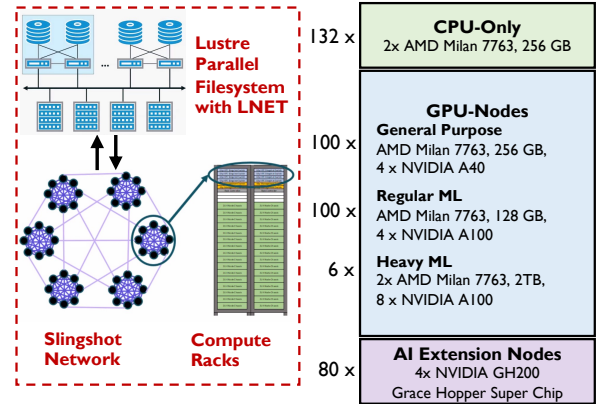 Lustre
Parallel
Filesystem
with LNET
...
Slingshot
Network
Compute
Racks
132 x
CPU-Only
2x AMD Milan 7763, 256 GB
GPU-Nodes
General Purpose
100 x
AMD Milan 7763, 256 GB,
4 x NVIDIA A40
Regular ML
100 x
AMD Milan 7763, 128 GB,
4 x NVIDIA A100
Heavy ML
6 x
2x AMD Milan 7763, 2TB,
8 x NVIDIA A100
80 x
AI Extension Nodes
4x NVIDIA GH200
Grace Hopper Super Chip